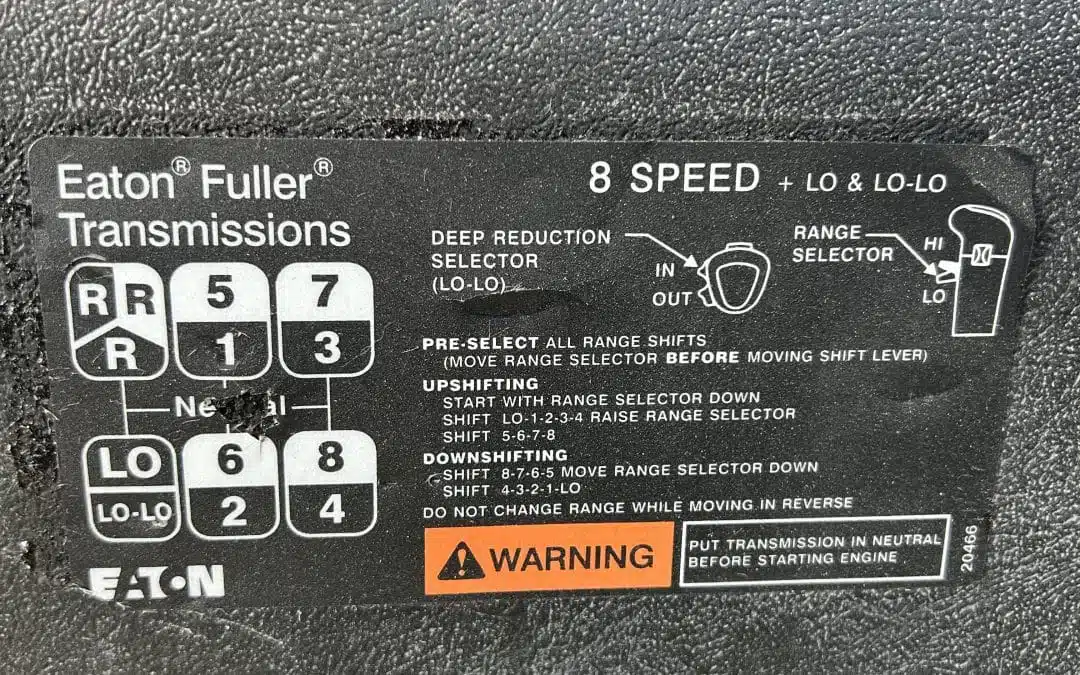 Eaton® Fuller®
Transmissions
8 SPEED + LO & LO-LO
R R
R
5
1
7
3
LO
LO-LO
6
2
8
4
EATON
DEEP REDUCTION
SELECTOR
(LO-LO)
IN
OUT
RANGE
SELECTOR
HI
LO
PRE-SELECT ALL RANGE SHIFTS
(MOVE RANGE SELECTOR BEFORE MOVING SHIFT LEVER)
UPSHIFTING
START WITH RANGE SELECTOR DOWN
SHIFT LO-1-2-3-4 RAISE RANGE SELECTOR
SHIFT 5-6-7-8
DOWNSHIFTING
SHIFT 8-7-6-5 MOVE RANGE SELECTOR DOWN
SHIFT 4-3-2-1-LO
DO NOT CHANGE RANGE WHILE MOVING IN REVERSE
WARNING
PUT TRANSMISSION IN NEUTRAL
BEFORE STARTING ENGINE
20466